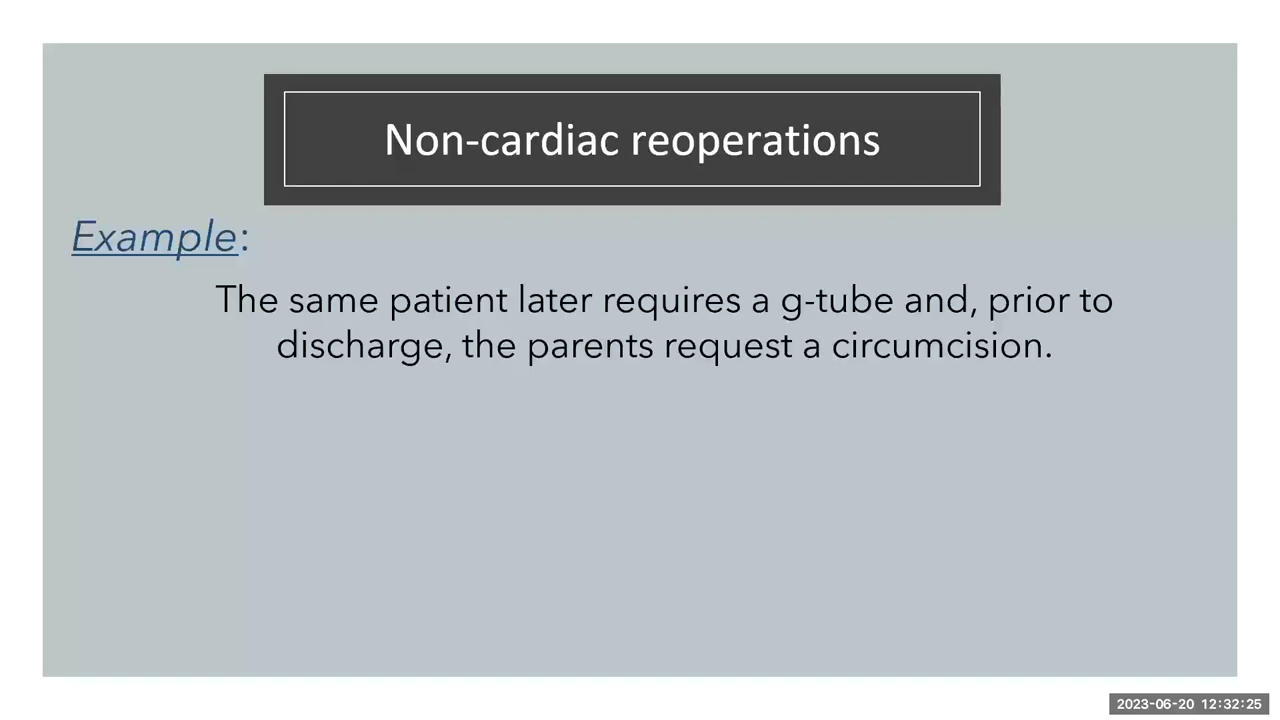 Non-cardiac reoperations
Example:
The same patient later requires a g-tube and, prior to
discharge, the parents request a circumcision.
2023-06-20 12:32:25